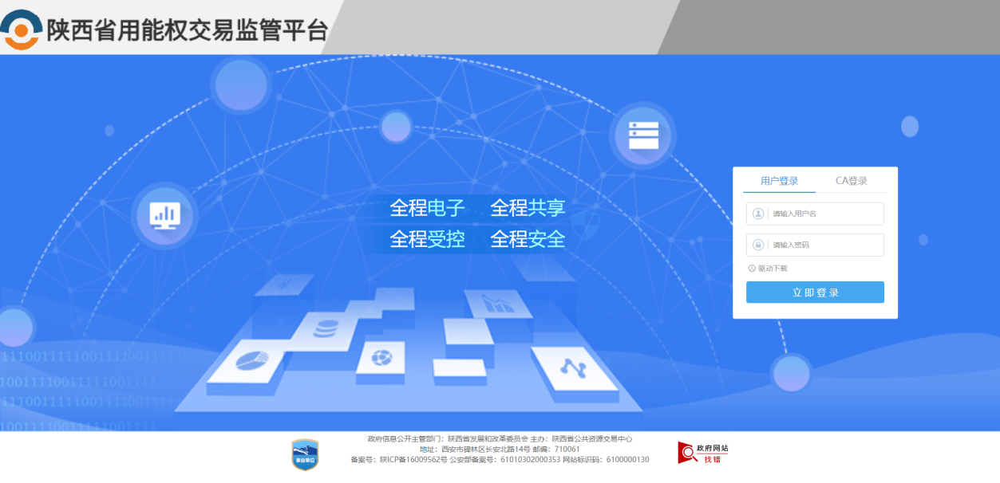 陕西省用能权交易监管平台
全程电子 全程共享
全程受控 全程安全
用户登录 CA登录
请输入用户名
请输入密码
驱动下载
立即登录
1110011111100111110011111
10011110011111001111
1110011111100111110011111
10011110011111001111
政府信息公开主管部门：陕西省发展和改革委员会 主办：陕西省公共资源交易中心
地址：西安市碑林区长安北路14号 邮编：710061
备案号：陕ICP备16009562号 公安部备案号：61010302000353 网站标识码：6100000130
事业单位
政府网站
找错